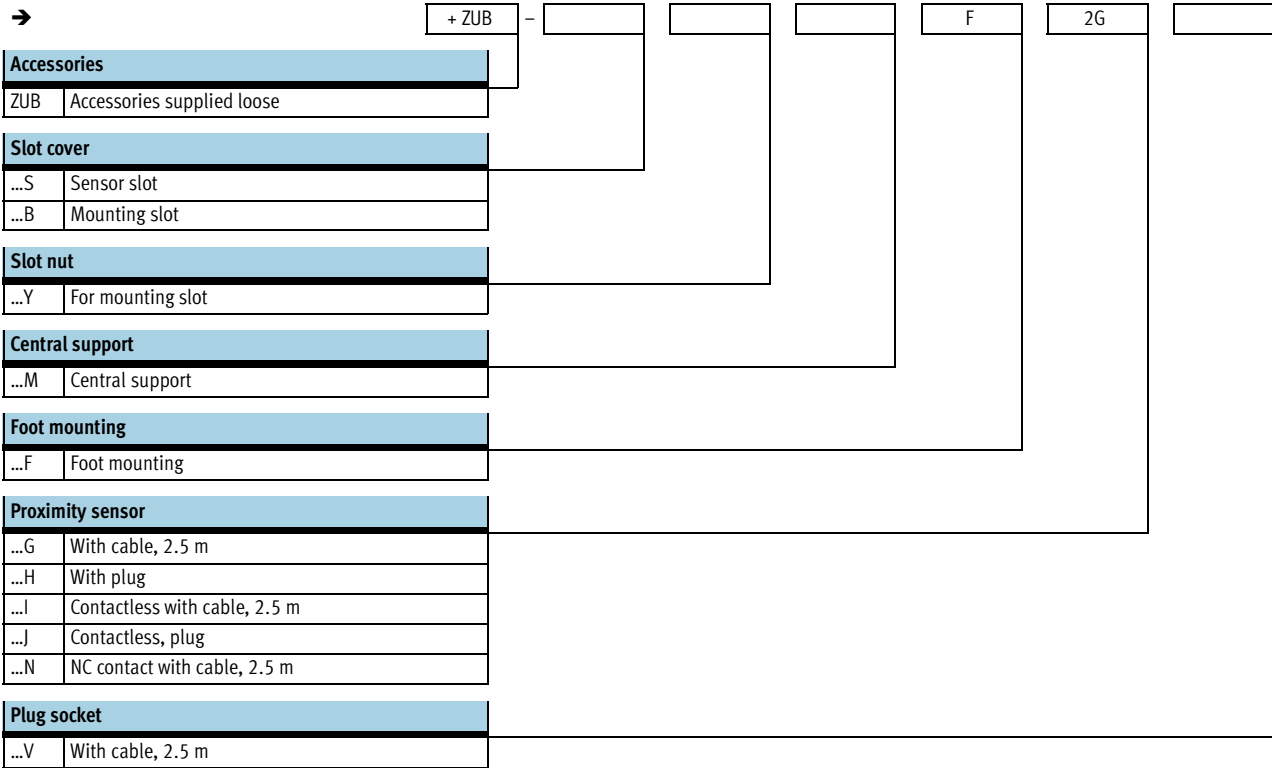 ➔ + ZUB – F 2G
Accessories
ZUB Accessories supplied loose
Slot cover
...S Sensor slot
...B Mounting slot
Slot nut
...Y For mounting slot
Central support
...M Central support
Foot mounting
...F Foot mounting
Proximity sensor
...G With cable, 2.5 m
...H With plug
...I Contactless with cable, 2.5 m
...J Contactless, plug
...N NC contact with cable, 2.5 m
Plug socket
...V With cable, 2.5 m